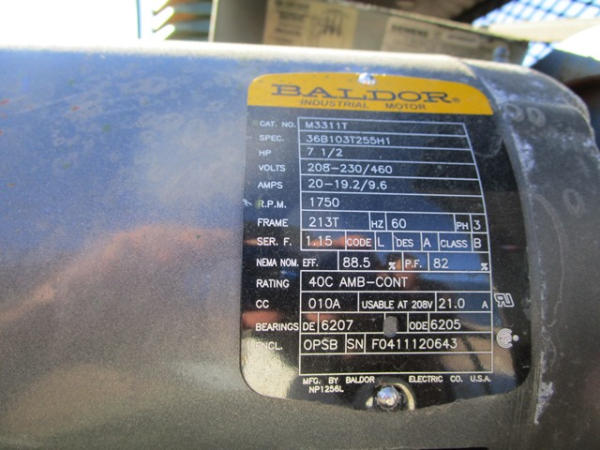 BALDOR®
INDUSTRIAL MOTOR
CAT. NO. M3311T
SPEC. 36B103T255H1
HP 7 1/2
VOLTS 208-230/460
AMPS 20-19.2/9.6
R.P.M. 1750
FRAME 213T HZ 60 PH 3
SER. F. 1.15 CODE L DES A CLASS B
NEMA NOM. EFF. 88.5 % P.F. 82 %
RATING 40C AMB-CONT
CC 010A USABLE AT 208V 21.0 A
BEARINGS DE 6207 ODE 6205
ENCL. OPSB SN F0411120643
MFG. BY BALDOR ELECTRIC CO. U.S.A.
NP1256L